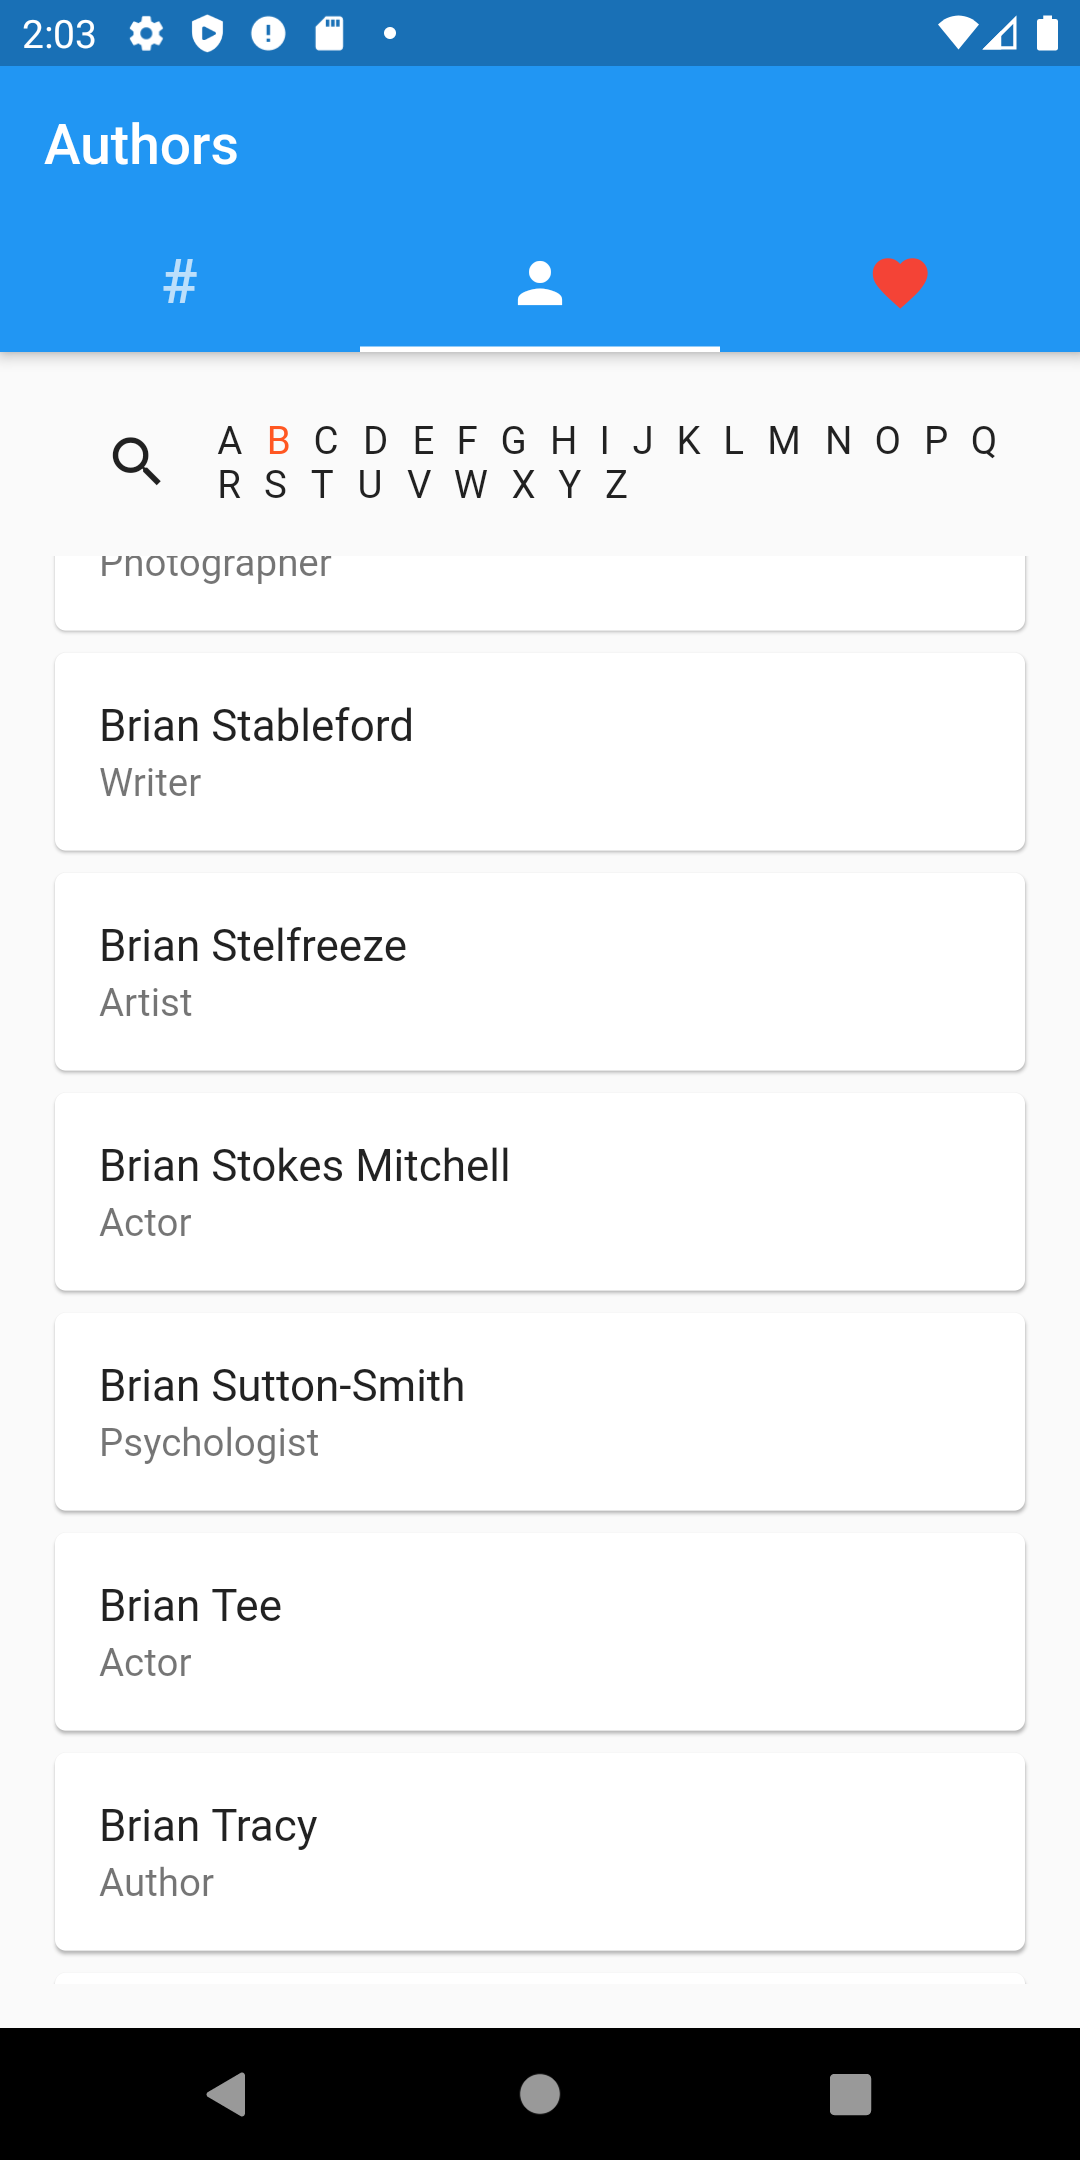 2:03
Authors
#
A B C D E F G H I J K L M N O P Q
R S T U V W X Y Z
Photographer
Brian Stableford
Writer
Brian Stelfreeze
Artist
Brian Stokes Mitchell
Actor
Brian Sutton-Smith
Psychologist
Brian Tee
Actor
Brian Tracy
Author